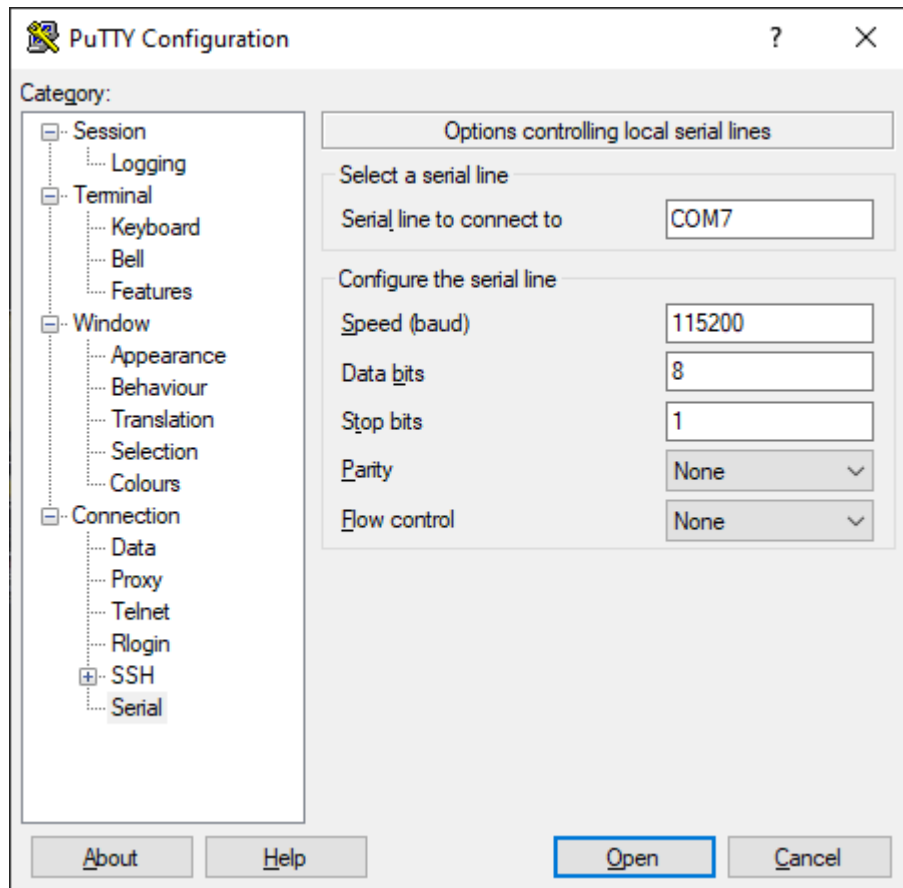 PuTTY Configuration
?
Category:
Session
Logging
Terminal
Keyboard
Bell
Features
Window
Appearance
Behaviour
Translation
Selection
Colours
Connection
Data
Proxy
Telnet
Rlogin
SSH
Serial
Options controlling local serial lines
Select a serial line
Serial line to connect to COM7
Configure the serial line
Speed (baud) 115200
Data bits 8
Stop bits 1
Parity None
Flow control None
About Help Open Cancel